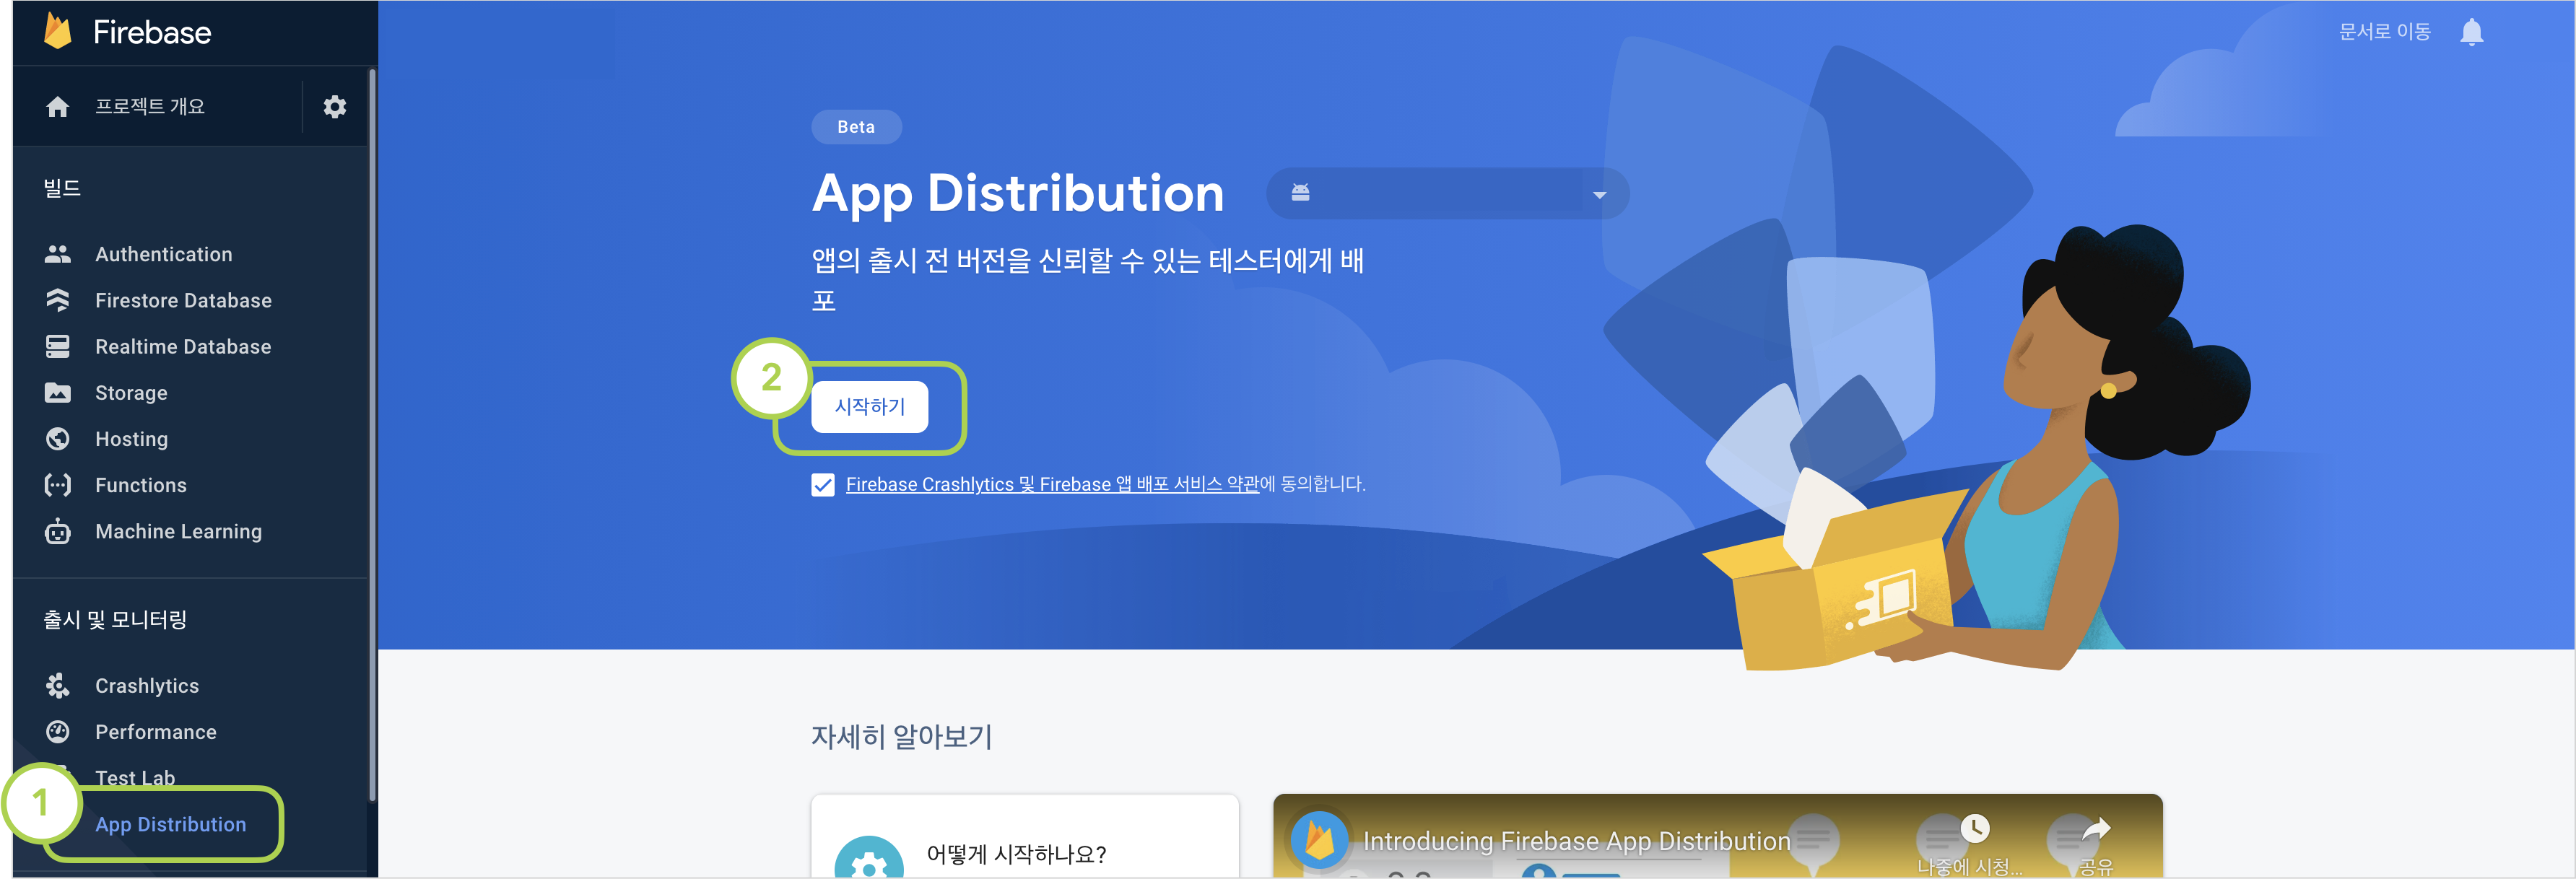 Firebase
프로젝트 개요
빌드
Authentication
Firestore Database
Realtime Database
Storage
Hosting
Functions
Machine Learning
출시 및 모니터링
Crashlytics
Performance
Test Lab
1
App Distribution
문서로 이동
Beta
App Distribution
앱의 출시 전 버전을 신뢰할 수 있는 테스터에게 배
포
2
시작하기
Firebase Crashlytics 및 Firebase 앱 배포 서비스 약관에 동의합니다.
자세히 알아보기
어떻게 시작하나요?
Introducing Firebase App Distribution
나중에 시청...
공유